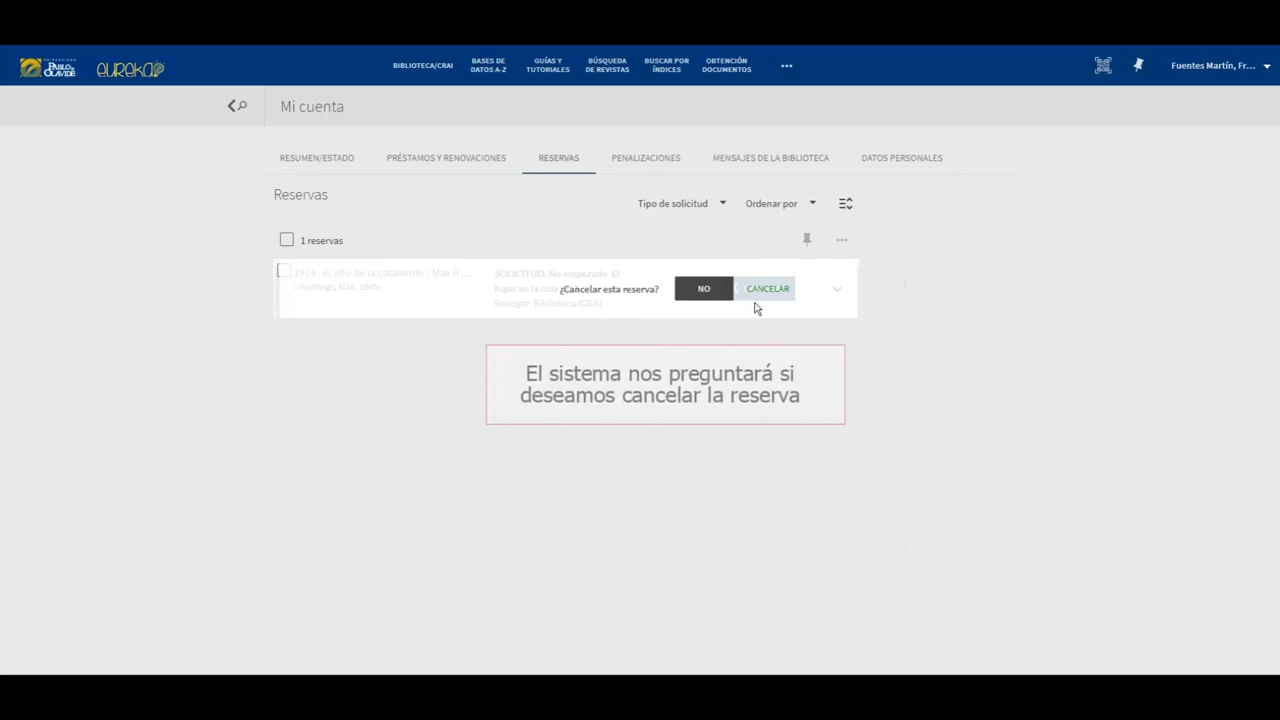 UNIVERSIDAD
PABLO
OLAVIDE
eureka
BIBLIOTECA/CRAI
BASES DE
DATOS A-Z
GUÍAS Y
TUTORIALES
BÚSQUEDA
DE REVISTAS
BUSCAR POR
ÍNDICES
OBTENCIÓN
DOCUMENTOS
Fuentes Martín, Fr...
Mi cuenta
RESUMEN/ESTADO
PRÉSTAMOS Y RENOVACIONES
RESERVAS
PENALIZACIONES
MENSAJES DE LA BIBLIOTECA
DATOS PERSONALES
Reservas
Tipo de solicitud
Ordenar por
1 reservas
1914 : el año de la catástrofe / Max H...
/ Hastings, Max, 1945-
SOLICITUD. No empezado. El
lugar en la cola
Recoger: Biblioteca/CRAI
¿Cancelar esta reserva?
NO
CANCELAR
El sistema nos preguntará si
deseamos cancelar la reserva